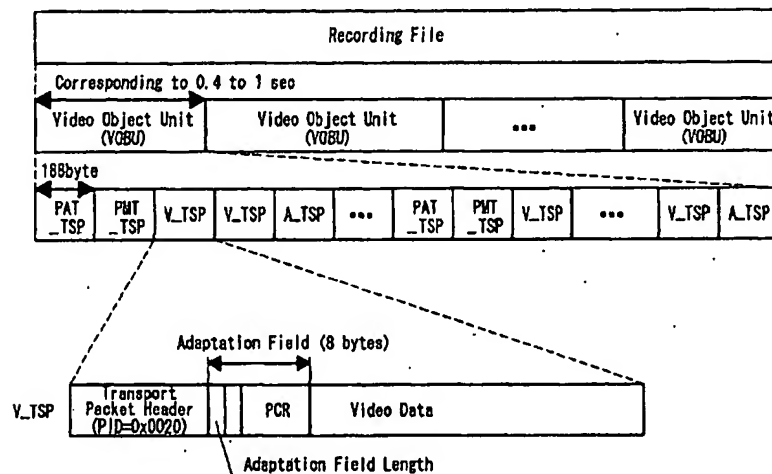 Recording File
Corresponding to 0.4 to 1 sec
Video Object Unit
(VOBU)
Video Object Unit
(VOBU)
•••
Video Object Unit
(VOBU)
188byte
PAT
_TSP
PMT
_TSP
V_TSP
V_TSP
A_TSP
•••
PAT
_TSP
PMT
_TSP
V_TSP
•••
V_TSP
A_TSP
Adaptation Field (8 bytes)
V_TSP
Transport
Packet Header
(PID=0x0020)
PCR
Video Data
Adaptation Field Length